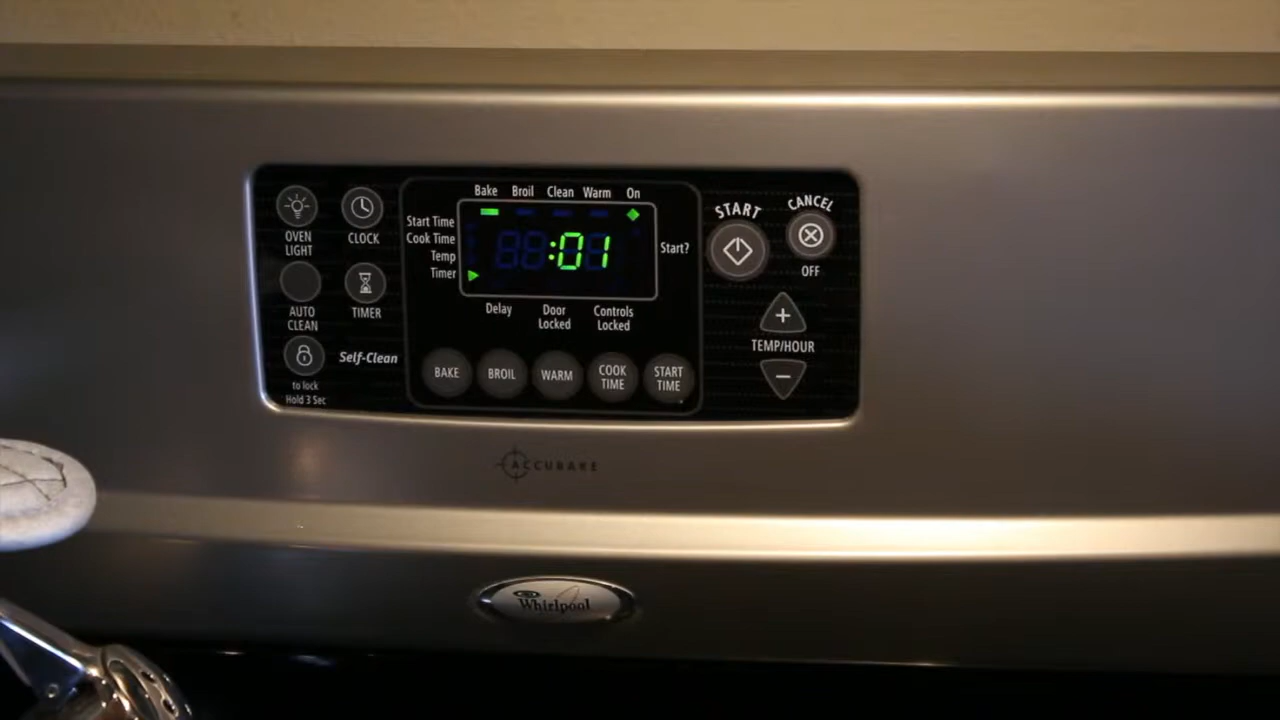 Bake Broil Clean Warm On
START
CANCEL
OVEN
LIGHT
CLOCK
Start Time
Cook Time
Temp
Timer
:01
Start?
OFF
AUTO
CLEAN
TIMER
Delay
Door
Locked
Controls
Locked
TEMP/HOUR
Self-Clean
to lock
Hold 3 Sec
BAKE
BROIL
WARM
COOK
TIME
START
TIME
ACCUBAKE
Whirlpool